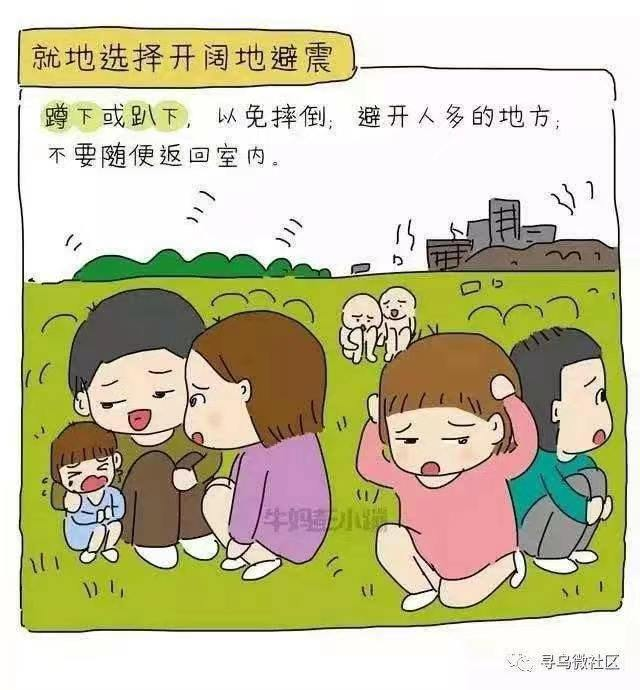 就地选择开阔地避震
蹲下或趴下，以免摔倒；避开人多的地方；
不要随便返回室内。
牛妈彭小蹦
寻乌微社区